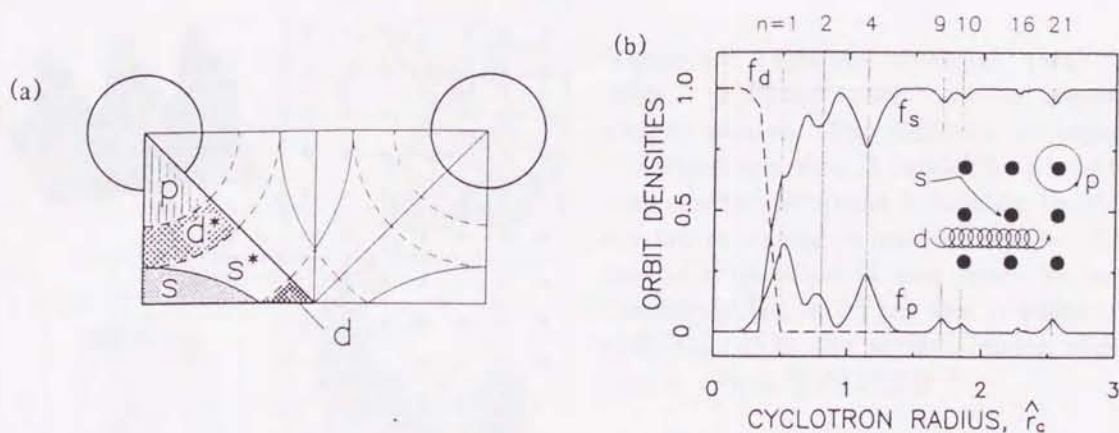 (a)
p
d*
s*
s
d
(b)
n=1 2 4 9 10 16 21
f_d
f_s
f_p
ORBIT DENSITIES
1.0
0.5
0
s
p
d
0 1 2 3
CYCLOTRON RADIUS, r̂_c